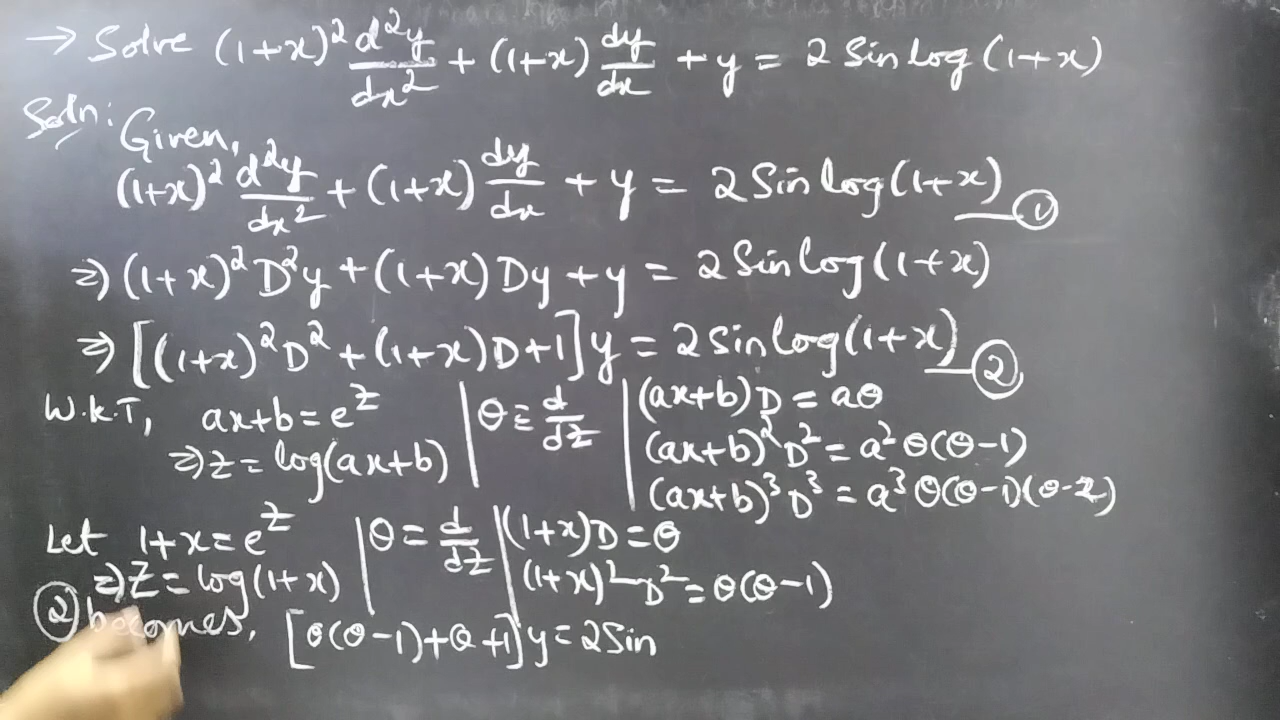 → Solve (1+x)² d²y/dx² + (1+x) dy/dx + y = 2 Sin log (1+x)
Soln: Given,
(1+x)² d²y/dx² + (1+x) dy/dx + y = 2 Sin log (1+x) — ①
⇒ (1+x)² D²y + (1+x) Dy + y = 2 Sin log (1+x)
⇒ [(1+x)² D² + (1+x) D + 1] y = 2 Sin log (1+x) — ②
W.K.T, ax+b = e^z | θ ≡ d/dz | (ax+b) D = aθ
⇒ z = log(ax+b) | (ax+b)² D² = a² θ(θ-1)
(ax+b)³ D³ = a³ θ(θ-1)(θ-2)
Let 1+x = e^z | θ = d/dz | (1+x) D = θ
⇒ z = log(1+x) | (1+x)² D² = θ(θ-1)
② becomes, [θ(θ-1)+θ+1] y = 2 Sin